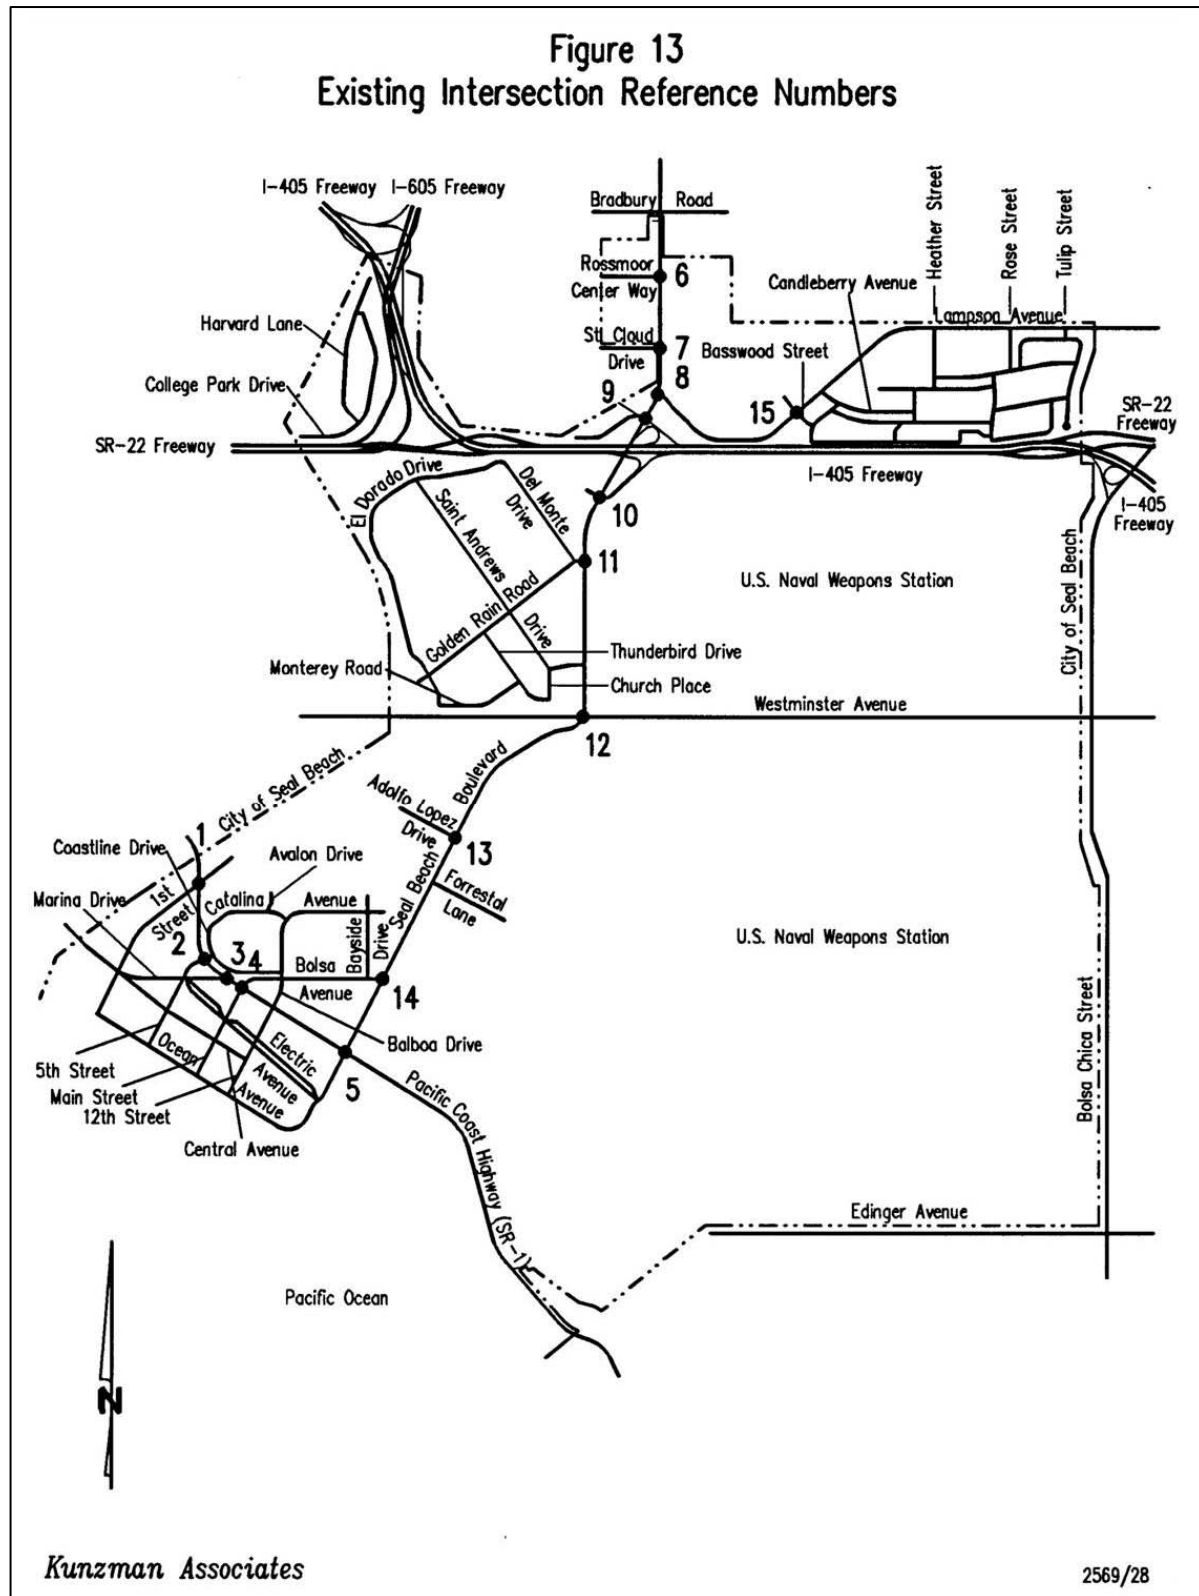 Figure 13
Existing Intersection Reference Numbers
I-405 Freeway
I-605 Freeway
Bradbury Road
Heather Street
Rose Street
Tulip Street
Rossmoor
Center Way
6
Candleberry Avenue
Lampson Avenue
Harvard Lane
St. Cloud
Drive
7
Basswood Street
8
College Park Drive
9
15
SR-22
Freeway
SR-22 Freeway
I-405 Freeway
I-405
Freeway
El Dorado Drive
Del Monte
Drive
Saint Andrews
Drive
10
11
U.S. Naval Weapons Station
City of Seal Beach
Golden Rain Road
Thunderbird Drive
Monterey Road
Church Place
Westminster Avenue
12
City of Seal Beach
Boulevard
Seal Beach
Adolfo Lopez
Drive
13
1
Coastline Drive
Avalon Drive
Forrestal
Lane
Marina Drive
1st
Street
Catalina Avenue
Bayside
Drive
U.S. Naval Weapons Station
2
3
4
Bolsa
Avenue
14
Bolsa Chica Street
Electric
Avenue
Balboa Drive
Ocean
Avenue
5th Street
Main Street
12th Street
5
Central Avenue
Pacific Coast Highway (SR-1)
Edinger Avenue
Pacific Ocean
N
Kunzman Associates
2569/28